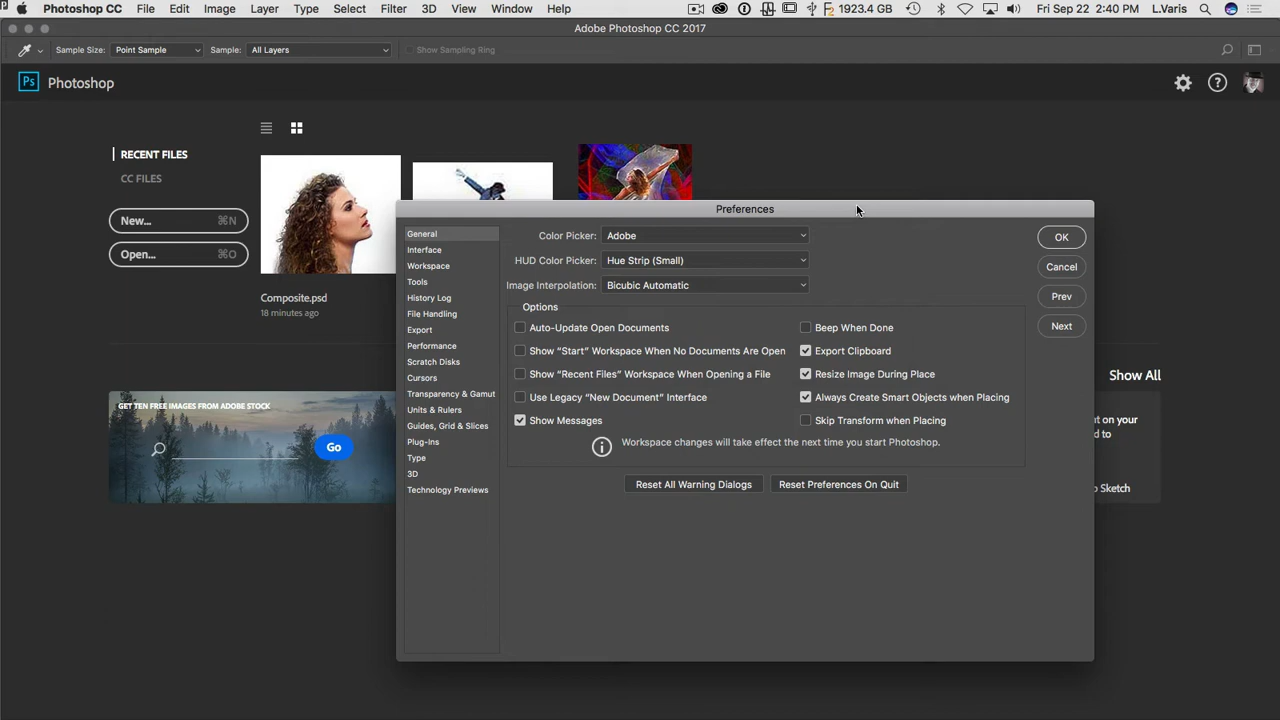 Photoshop CC File Edit Image Layer Type Select Filter 3D View Window Help 1923.4 GB Fri Sep 22 2:40 PM L.Varis
Adobe Photoshop CC 2017
Sample Size: Point Sample Sample: All Layers Show Sampling Ring
Ps Photoshop
RECENT FILES
CC FILES
New... ⌘N
Open... ⌘O
Composite.psd
18 minutes ago
GET TEN FREE IMAGES FROM ADOBE STOCK
Go
Show All
t on your
d to
o Sketch
Preferences
General
Interface
Workspace
Tools
History Log
File Handling
Export
Performance
Scratch Disks
Cursors
Transparency & Gamut
Units & Rulers
Guides, Grid & Slices
Plug-Ins
Type
3D
Technology Previews
Color Picker: Adobe
HUD Color Picker: Hue Strip (Small)
Image Interpolation: Bicubic Automatic
Options
Auto-Update Open Documents
Show “Start” Workspace When No Documents Are Open
Show “Recent Files” Workspace When Opening a File
Use Legacy “New Document” Interface
Show Messages
Beep When Done
Export Clipboard
Resize Image During Place
Always Create Smart Objects when Placing
Skip Transform when Placing
Workspace changes will take effect the next time you start Photoshop.
Reset All Warning Dialogs
Reset Preferences On Quit
OK
Cancel
Prev
Next